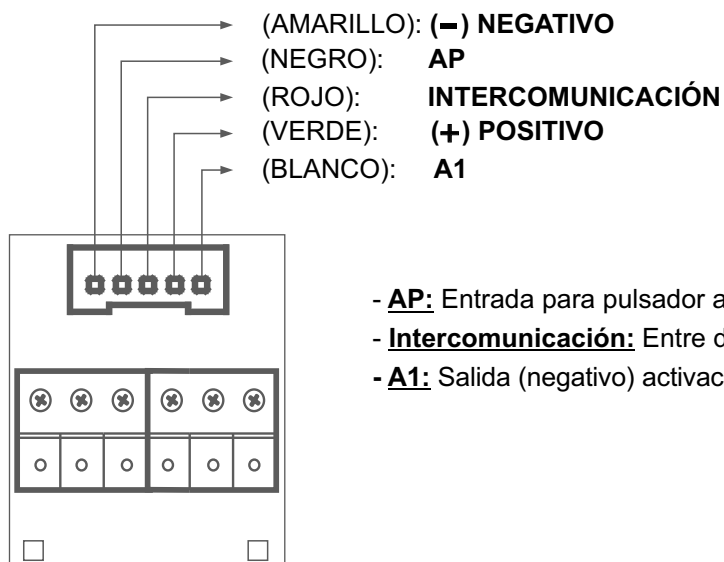 (AMARILLO): (−) NEGATIVO
(NEGRO): AP
(ROJO): INTERCOMUNICACIÓN
(VERDE): (+) POSITIVO
(BLANCO): A1
- AP: Entrada para pulsador
- Intercomunicación: Entre
- A1: Salida (negativo)